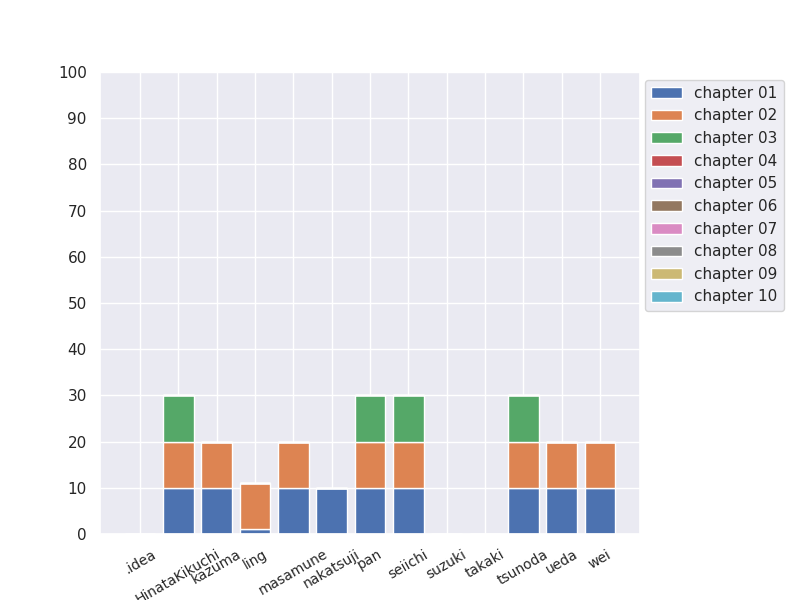 100
90
80
70
60
50
40
30
20
10
0
.idea
HinataKikuchi
kazuma
ling
masamune
nakatsuji
pan
seiichi
suzuki
takaki
tsunoda
ueda
wei
chapter 01
chapter 02
chapter 03
chapter 04
chapter 05
chapter 06
chapter 07
chapter 08
chapter 09
chapter 10